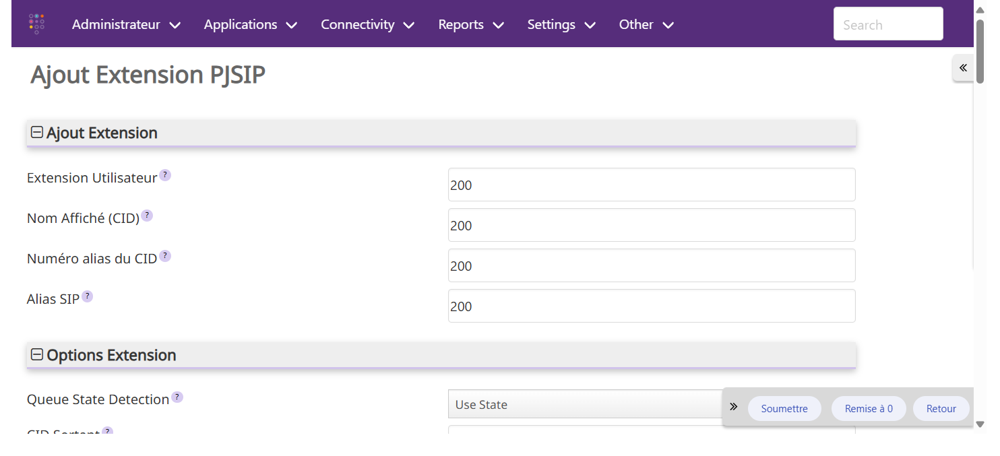 Administrateur Applications Connectivity Reports Settings Other Search
Ajout Extension PJSIP
Ajout Extension
Extension Utilisateur ? 200
Nom Affiché (CID) ? 200
Numéro alias du CID ? 200
Alias SIP ? 200
Options Extension
Queue State Detection ? Use State
Soumettre Remise à 0 Retour
CID Sortant ?